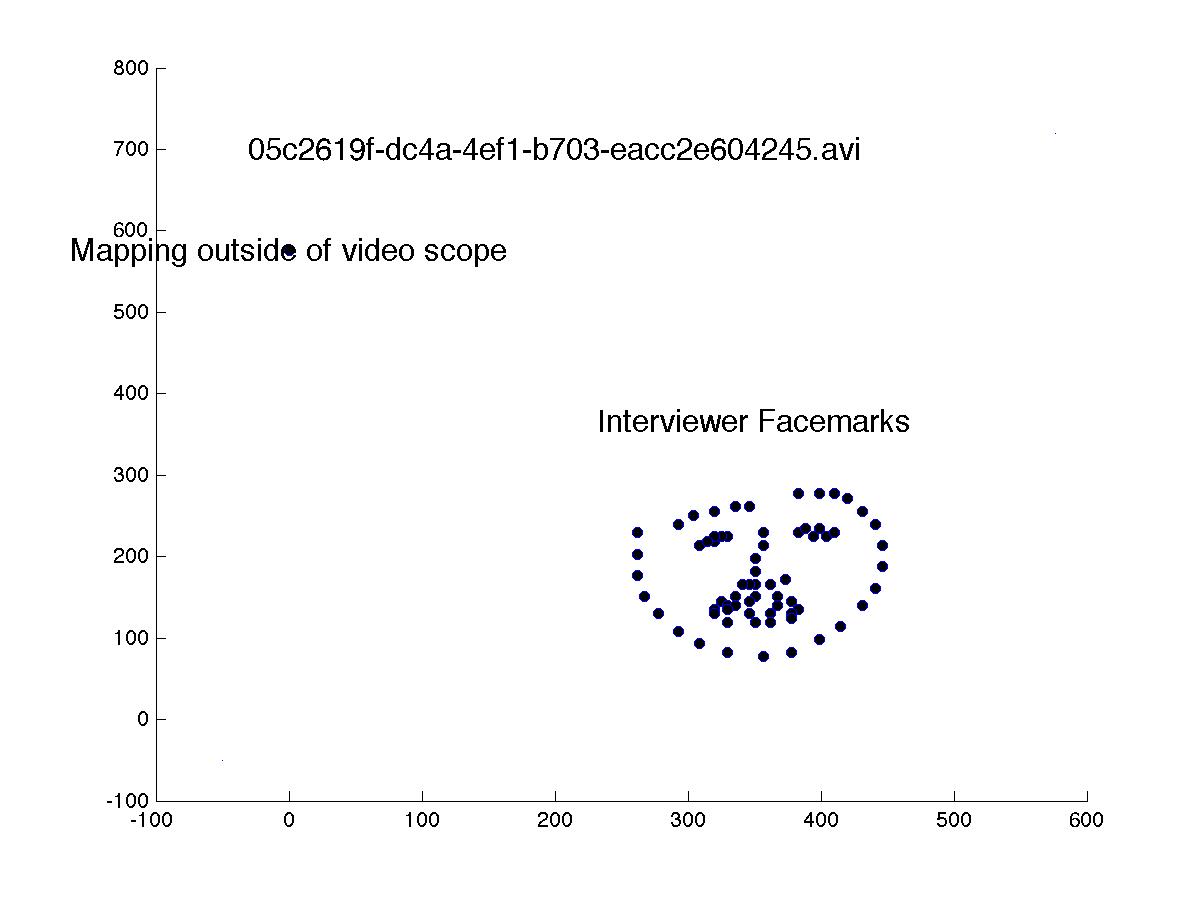 800
700
05c2619f-dc4a-4ef1-b703-eacc2e604245.avi
600
Mapping outside of video scope
500
400
Interviewer Facemarks
300
200
100
0
-100
-100 0 100 200 300 400 500 600